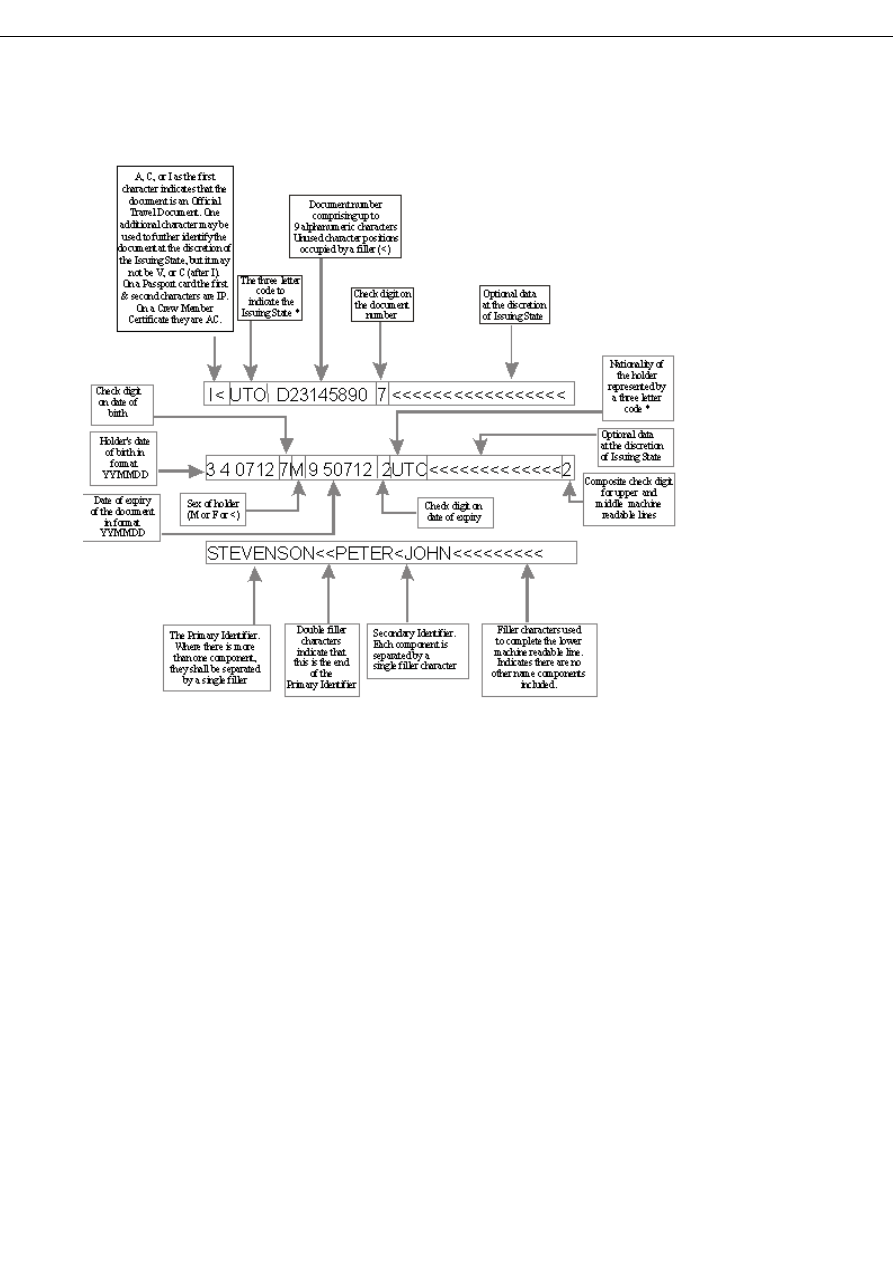 A, C, or I as the first
character indicates that the
document is an Official
Travel Document. One
additional character may be
used to further identify the
document at the discretion of
the Issuing State, but it may
not be V, or C (after I).
On a Passport card the first
& second characters are IP.
On a Crew Member
Certificate they are AC.
The three letter
code to
indicate the
Issuing State *
Document number
comprising up to
9 alphanumeric characters
Unused character positions
occupied by a filler (<)
Check digit on
the document
number
Optional data
at the discretion
of Issuing State
I< UTO D23145890 7 <<<<<<<<<<<<<<<<<
Nationality of
the holder
represented by
a three letter
code *
Check digit
on date of
birth
Holder's date
of birth in
format
YYMMDD
Optional data
at the discretion
of Issuing State
3 4 0712 7M 9 50712 2UTO<<<<<<<<<<<<<2
Date of expiry
of the document
in format
YYMMDD
Sex of holder
(M or F or <)
Check digit on
date of expiry
Composite check digit
for upper and
middle machine
readable lines
STEVENSON<<PETER<JOHN<<<<<<<<<
The Primary Identifier.
Where there is more
than one component,
they shall be separated
by a single filler
Double filler
characters
indicate that
this is the end
of the
Primary Identifier
Secondary Identifier.
Each component is
separated by a
single filler character
Filler characters used
to complete the lower
machine readable line.
Indicates there are no
other name components
included.